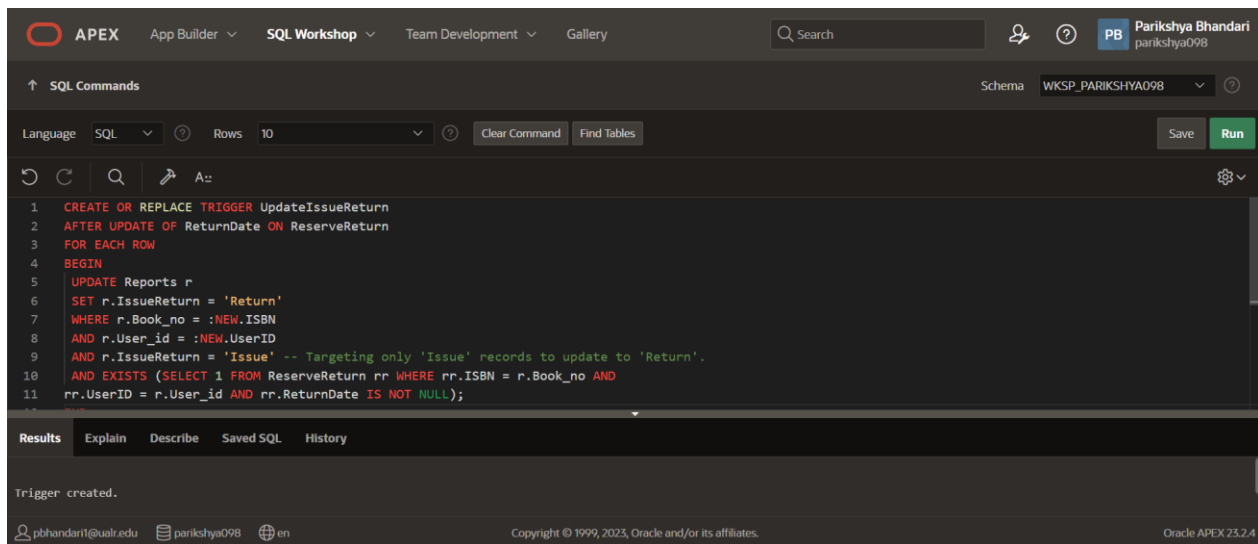 APEX App Builder SQL Workshop Team Development Gallery Search PB Parikshya Bhandari
parikshya098
SQL Commands Schema WKSP_PARIKSHYA098
Language SQL Rows 10 Clear Command Find Tables Save Run
A::
1 CREATE OR REPLACE TRIGGER UpdateIssueReturn
2 AFTER UPDATE OF ReturnDate ON ReserveReturn
3 FOR EACH ROW
4 BEGIN
5 UPDATE Reports r
6 SET r.IssueReturn = 'Return'
7 WHERE r.Book_no = :NEW.ISBN
8 AND r.User_id = :NEW.UserID
9 AND r.IssueReturn = 'Issue' -- Targeting only 'Issue' records to update to 'Return'.
10 AND EXISTS (SELECT 1 FROM ReserveReturn rr WHERE rr.ISBN = r.Book_no AND
11 rr.UserID = r.User_id AND rr.ReturnDate IS NOT NULL);
Results Explain Describe Saved SQL History
Trigger created.
pbhandari1@ualr.edu parikshya098 en Copyright © 1999, 2023, Oracle and/or its affiliates. Oracle APEX 23.2.4